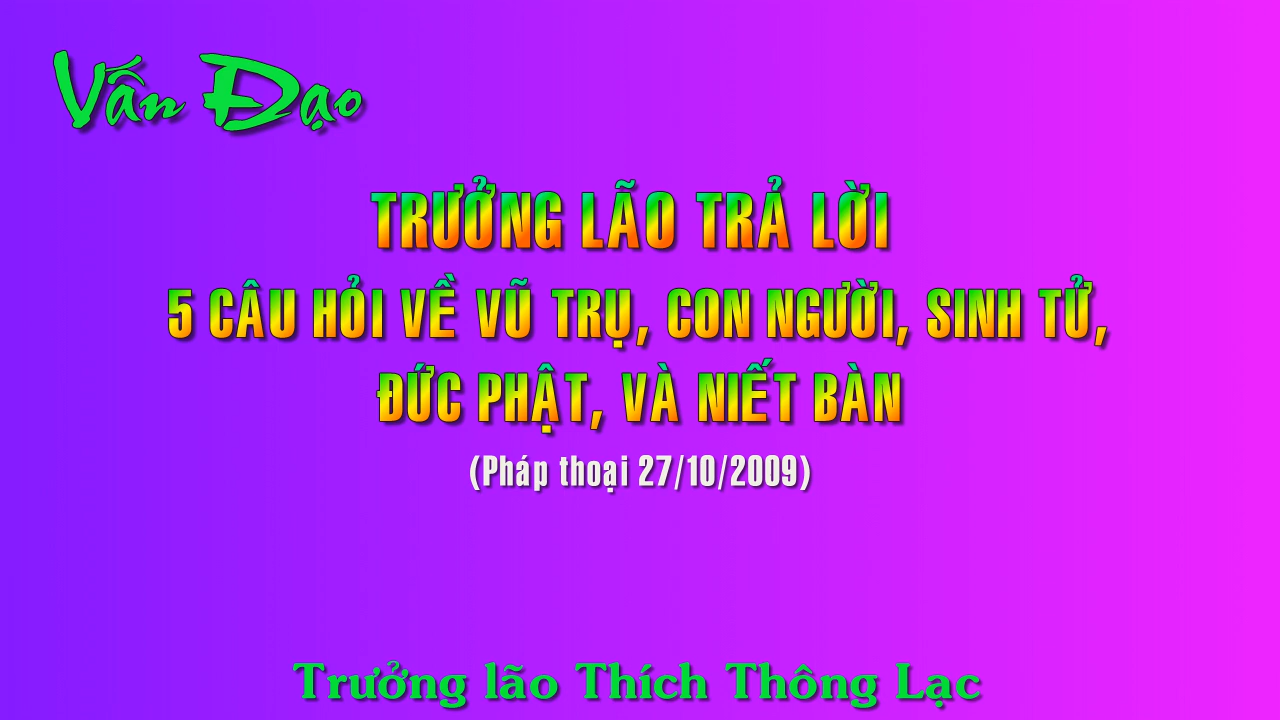 Vấn Đạo
TRƯỞNG LÃO TRẢ LỜI
5 CÂU HỎI VỀ VŨ TRỤ, CON NGƯỜI, SINH TỬ,
ĐỨC PHẬT, VÀ NIẾT BÀN
(Pháp thoại 27/10/2009)
Trưởng lão Thích Thông Lạc